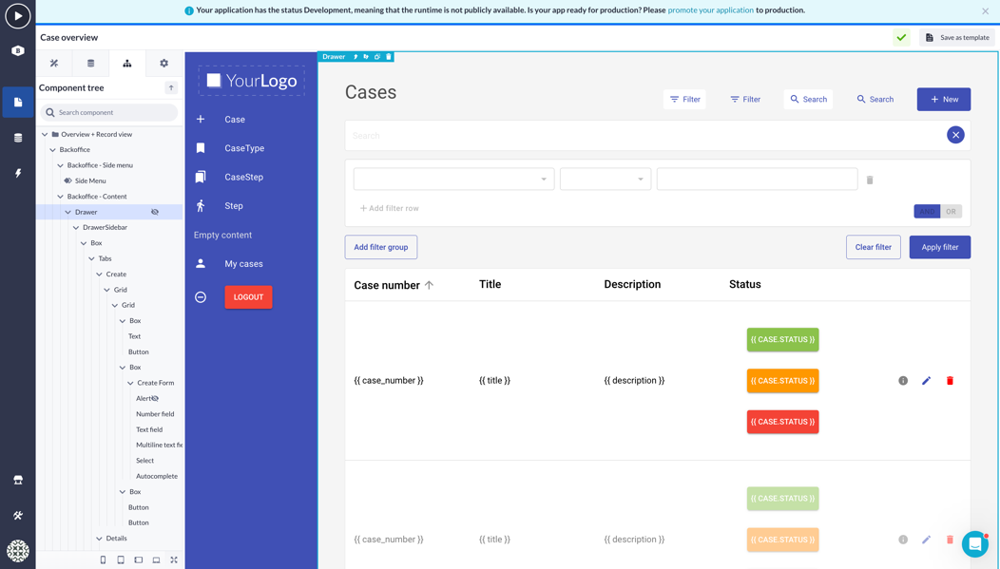 Your application has the status Development, meaning that the runtime is not publicly available. Is your app ready for production? Please promote your application to production.
Case overview
Save as template
Component tree
Search component
Overview + Record view
Backoffice
Backoffice - Side menu
Side Menu
Backoffice - Content
Drawer
DrawerSidebar
Box
Tabs
Create
Grid
Grid
Box
Text
Button
Box
Create Form
Alert
Number field
Text field
Multiline text fie
Select
Autocomplete
Box
Button
Button
Details
YourLogo
Case
CaseType
CaseStep
Step
Empty content
My cases
LOGOUT
Drawer
Cases
Filter
Filter
Search
Search
+ New
Search
+ Add filter row
AND OR
Add filter group
Clear filter
Apply filter
Case number Title Description Status
{{ CASE.STATUS }}
{{ case_number }} {{ title }} {{ description }} {{ CASE.STATUS }}
{{ CASE.STATUS }}
{{ CASE.STATUS }}
{{ case_number }} {{ title }} {{ description }} {{ CASE.STATUS }}